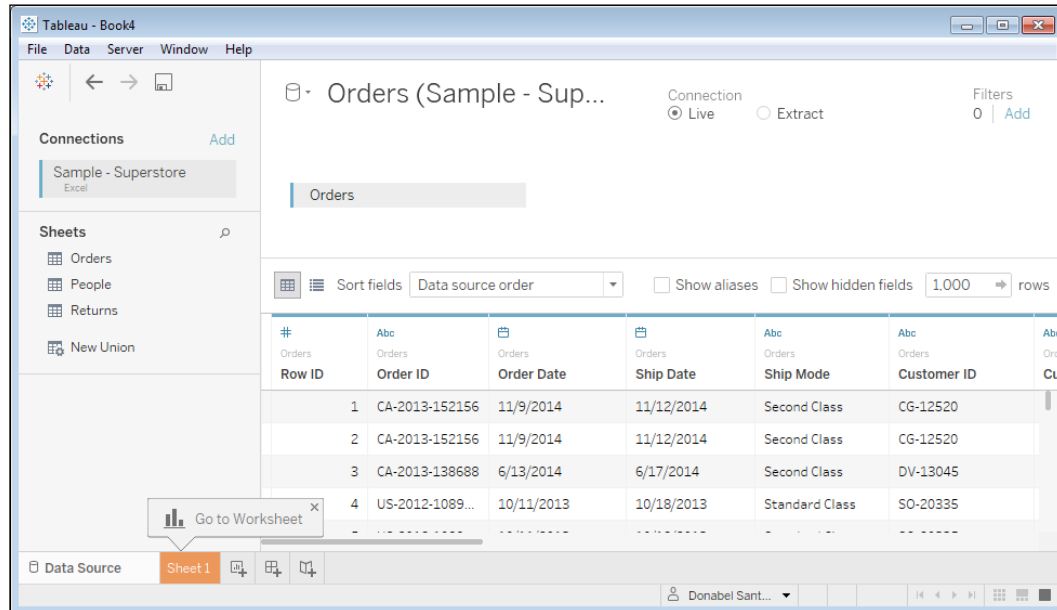 Tableau - Book4
File Data Server Window Help
Orders (Sample - Sup...
Connection
Live Extract
Filters
0 Add
Connections Add
Sample - Superstore
Excel
Orders
Sheets
Orders
People
Returns
New Union
Sort fields Data source order Show aliases Show hidden fields 1,000 rows
# Abc Abc Abc
Orders Orders Orders Orders Orders Orders
Row ID Order ID Order Date Ship Date Ship Mode Customer ID
1 CA-2013-152156 11/9/2014 11/12/2014 Second Class CG-12520
2 CA-2013-152156 11/9/2014 11/12/2014 Second Class CG-12520
3 CA-2013-138688 6/13/2014 6/17/2014 Second Class DV-13045
4 US-2012-1089... 10/11/2013 10/18/2013 Standard Class SO-20335
Go to Worksheet
Data Source Sheet 1
Donabel Sant...